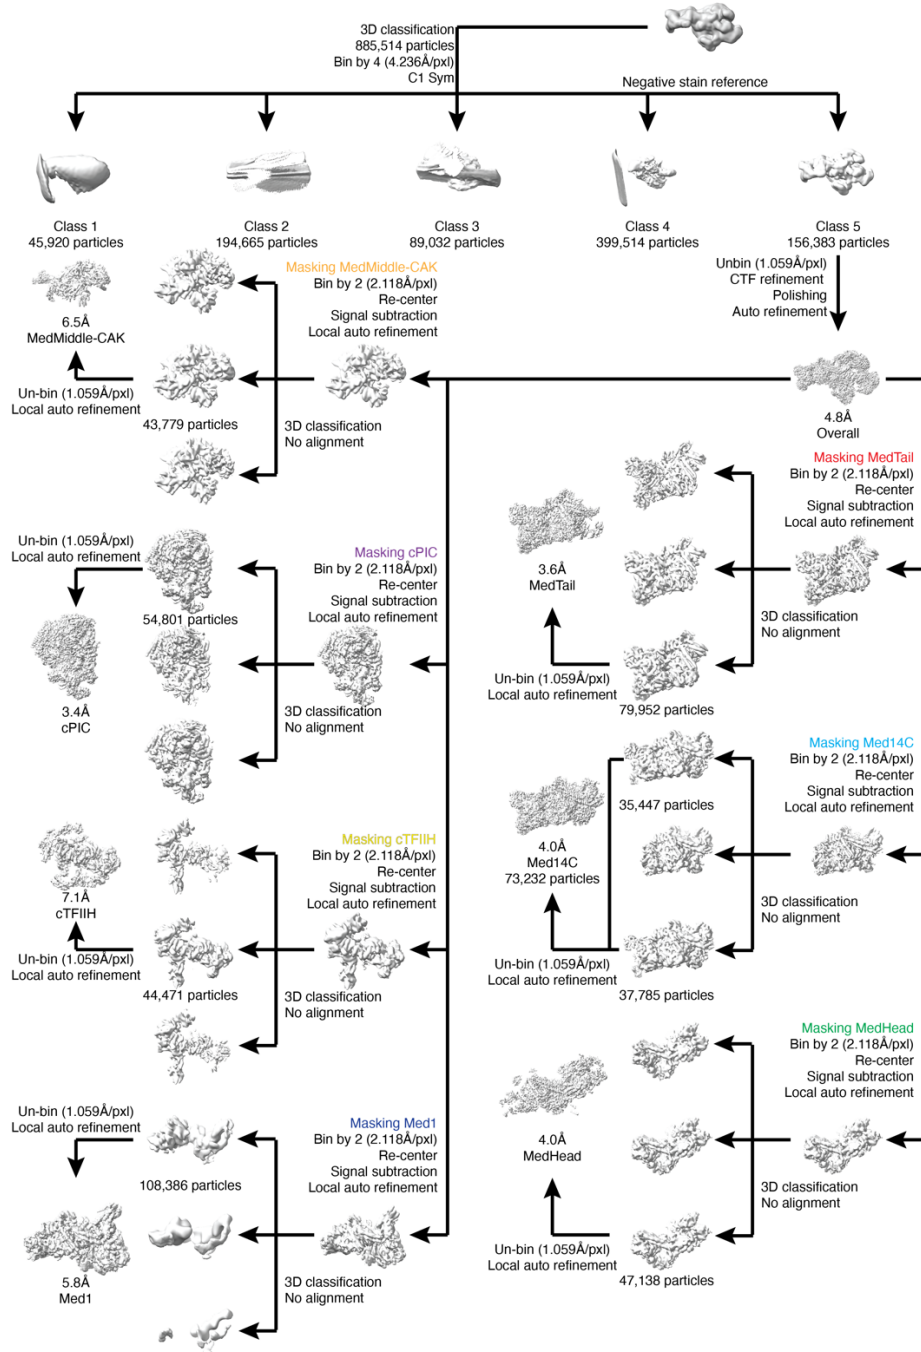 3D classification
885,514 particles
Bin by 4 (4.236Å/pxl)
C1 Sym
Negative stain reference
Class 1
45,920 particles
Class 2
194,665 particles
Class 3
89,032 particles
Class 4
399,514 particles
Class 5
156,383 particles
Unbin (1.059Å/pxl)
CTF refinement
Polishing
Auto refinement
4.8Å
Overall
Masking MedMiddle-CAK
Bin by 2 (2.118Å/pxl)
Re-center
Signal subtraction
Local auto refinement
6.5Å
MedMiddle-CAK
Un-bin (1.059Å/pxl)
Local auto refinement
43,779 particles
3D classification
No alignment
Masking MedTail
Bin by 2 (2.118Å/pxl)
Re-center
Signal subtraction
Local auto refinement
3.6Å
MedTail
3D classification
No alignment
Un-bin (1.059Å/pxl)
Local auto refinement
79,952 particles
Un-bin (1.059Å/pxl)
Local auto refinement
Masking cPIC
Bin by 2 (2.118Å/pxl)
Re-center
Signal subtraction
Local auto refinement
54,801 particles
3.4Å
cPIC
3D classification
No alignment
Masking Med14C
Bin by 2 (2.118Å/pxl)
Re-center
Signal subtraction
Local auto refinement
35,447 particles
4.0Å
Med14C
73,232 particles
3D classification
No alignment
Un-bin (1.059Å/pxl)
Local auto refinement
37,785 particles
Masking cTFIIH
Bin by 2 (2.118Å/pxl)
Re-center
Signal subtraction
Local auto refinement
7.1Å
cTFIIH
Un-bin (1.059Å/pxl)
Local auto refinement
44,471 particles
3D classification
No alignment
Masking MedHead
Bin by 2 (2.118Å/pxl)
Re-center
Signal subtraction
Local auto refinement
4.0Å
MedHead
3D classification
No alignment
Un-bin (1.059Å/pxl)
Local auto refinement
47,138 particles
Un-bin (1.059Å/pxl)
Local auto refinement
Masking Med1
Bin by 2 (2.118Å/pxl)
Re-center
Signal subtraction
Local auto refinement
108,386 particles
5.8Å
Med1
3D classification
No alignment